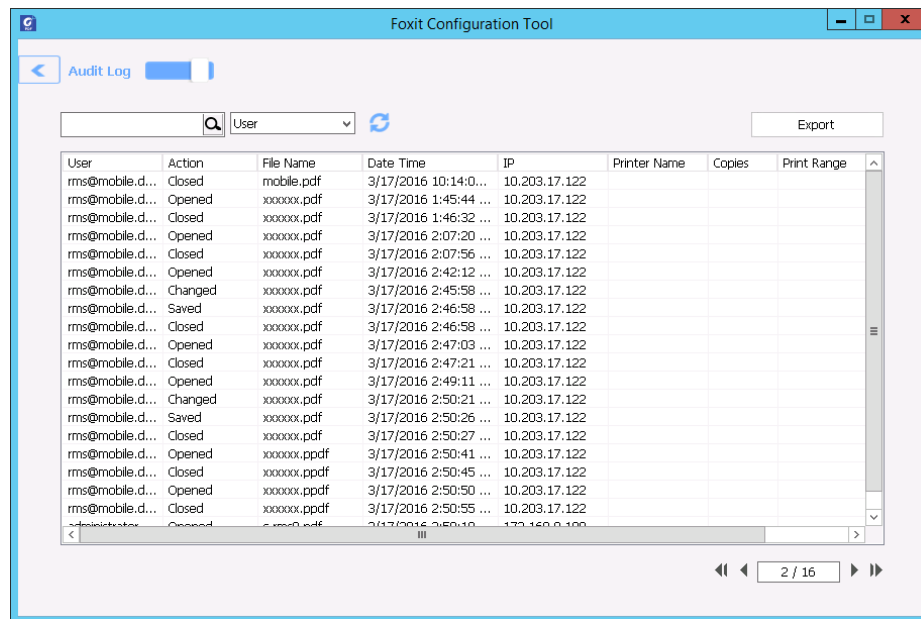 Foxit Configuration Tool
Audit Log
User
Export
User Action File Name Date Time IP Printer Name Copies Print Range
rms@mobile.d... Closed mobile.pdf 3/17/2016 10:14:0... 10.203.17.122
rms@mobile.d... Opened xxxxxx.pdf 3/17/2016 1:45:44 ... 10.203.17.122
rms@mobile.d... Closed xxxxxx.pdf 3/17/2016 1:46:32 ... 10.203.17.122
rms@mobile.d... Opened xxxxxx.pdf 3/17/2016 2:07:20 ... 10.203.17.122
rms@mobile.d... Closed xxxxxx.pdf 3/17/2016 2:07:56 ... 10.203.17.122
rms@mobile.d... Opened xxxxxx.pdf 3/17/2016 2:42:12 ... 10.203.17.122
rms@mobile.d... Changed xxxxxx.pdf 3/17/2016 2:45:58 ... 10.203.17.122
rms@mobile.d... Saved xxxxxx.pdf 3/17/2016 2:46:58 ... 10.203.17.122
rms@mobile.d... Closed xxxxxx.pdf 3/17/2016 2:46:58 ... 10.203.17.122
rms@mobile.d... Opened xxxxxx.pdf 3/17/2016 2:47:03 ... 10.203.17.122
rms@mobile.d... Closed xxxxxx.pdf 3/17/2016 2:47:21 ... 10.203.17.122
rms@mobile.d... Opened xxxxxx.pdf 3/17/2016 2:49:11 ... 10.203.17.122
rms@mobile.d... Changed xxxxxx.pdf 3/17/2016 2:50:21 ... 10.203.17.122
rms@mobile.d... Saved xxxxxx.pdf 3/17/2016 2:50:26 ... 10.203.17.122
rms@mobile.d... Closed xxxxxx.pdf 3/17/2016 2:50:27 ... 10.203.17.122
rms@mobile.d... Opened xxxxxx.ppdf 3/17/2016 2:50:41 ... 10.203.17.122
rms@mobile.d... Closed xxxxxx.ppdf 3/17/2016 2:50:45 ... 10.203.17.122
rms@mobile.d... Opened xxxxxx.ppdf 3/17/2016 2:50:50 ... 10.203.17.122
rms@mobile.d... Closed xxxxxx.ppdf 3/17/2016 2:50:55 ... 10.203.17.122
administrator Opened
2 / 16